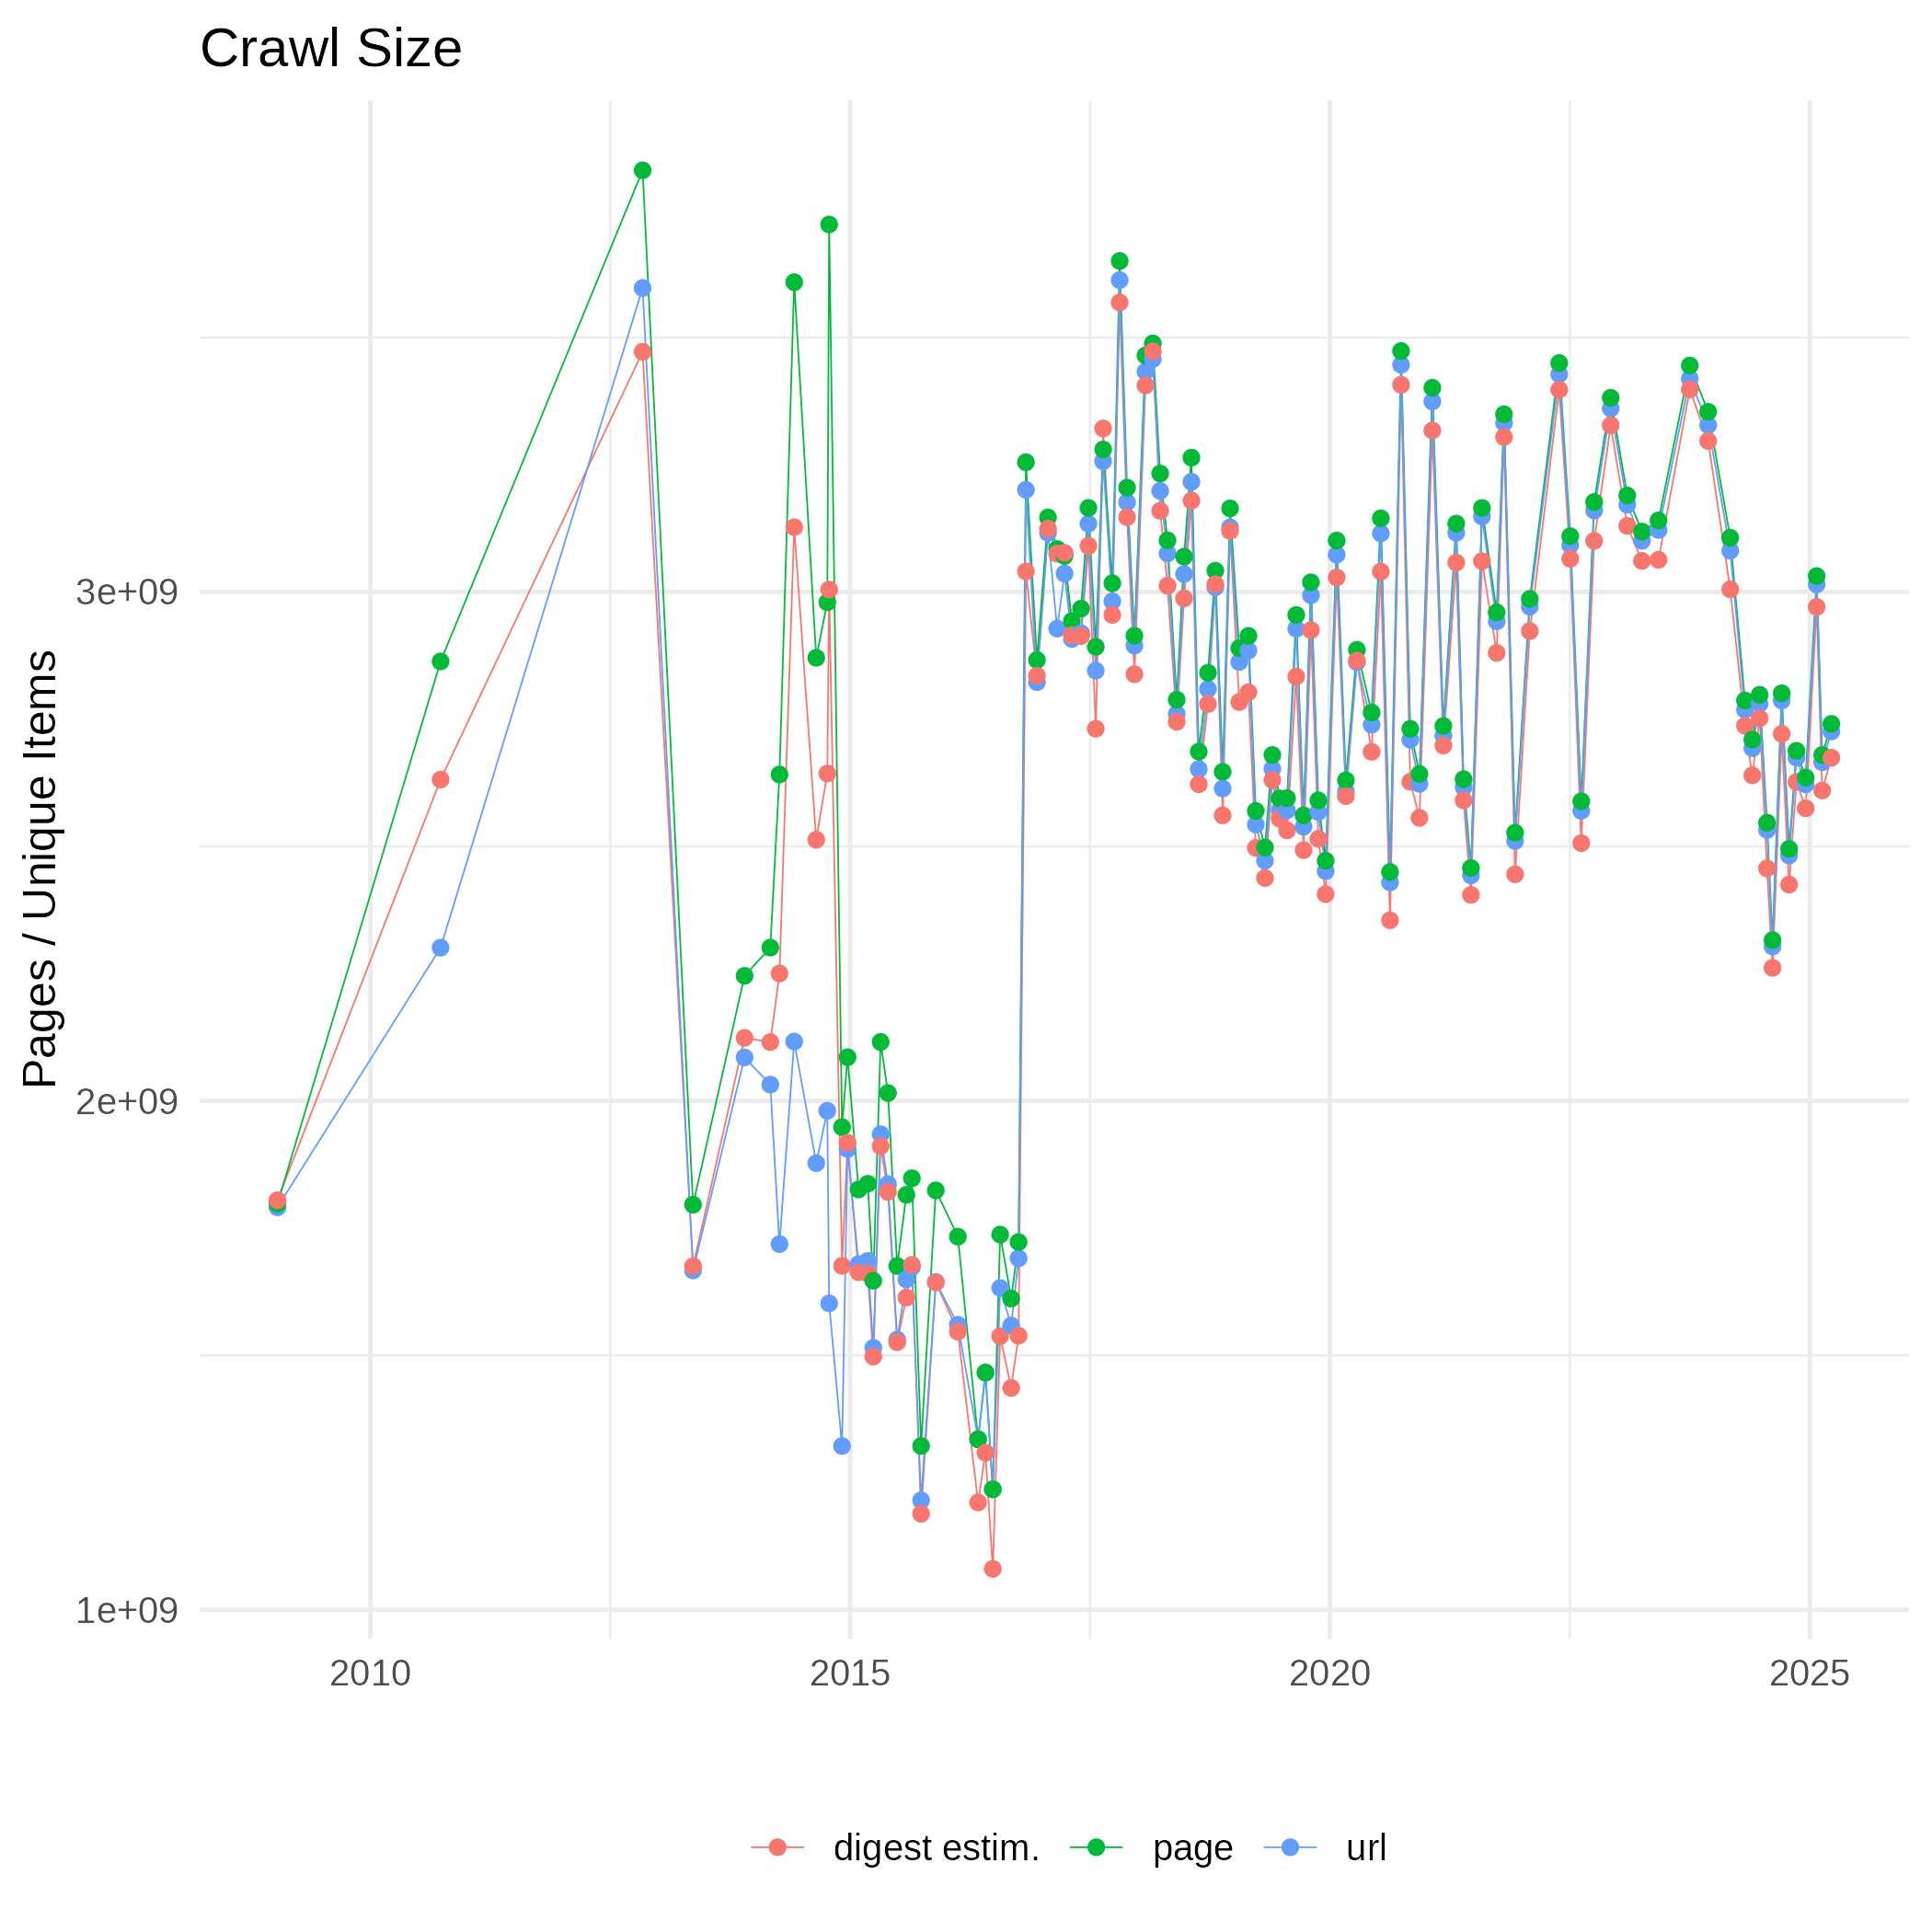 Crawl Size
Pages / Unique Items
3e+09
2e+09
1e+09
2010 2015 2020 2025
digest estim. page url